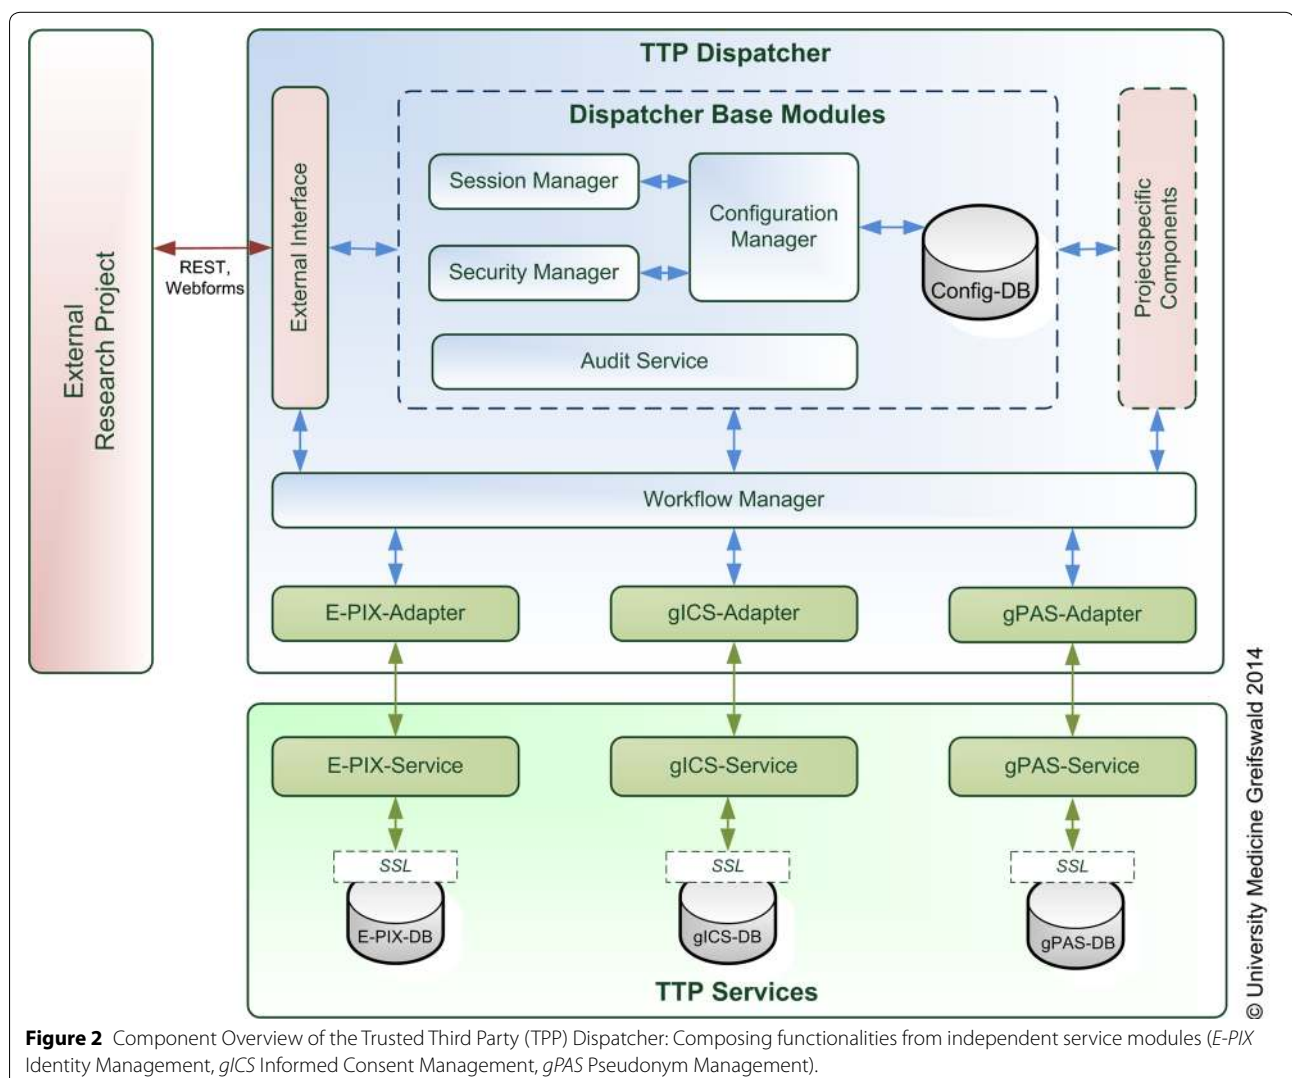 TTP Dispatcher
Dispatcher Base Modules
External
Research Project
REST,
Webforms
External Interface
Session Manager
Security Manager
Configuration
Manager
Config-DB
Audit Service
Projectspecific
Components
Workflow Manager
E-PIX-Adapter
gICS-Adapter
gPAS-Adapter
E-PIX-Service
gICS-Service
gPAS-Service
SSL
SSL
SSL
E-PIX-DB
gICS-DB
gPAS-DB
TTP Services
© University Medicine Greifswald 2014
Figure 2 Component Overview of the Trusted Third Party (TPP) Dispatcher: Composing functionalities from independent service modules (E-PIX
Identity Management, gICS Informed Consent Management, gPAS Pseudonym Management).